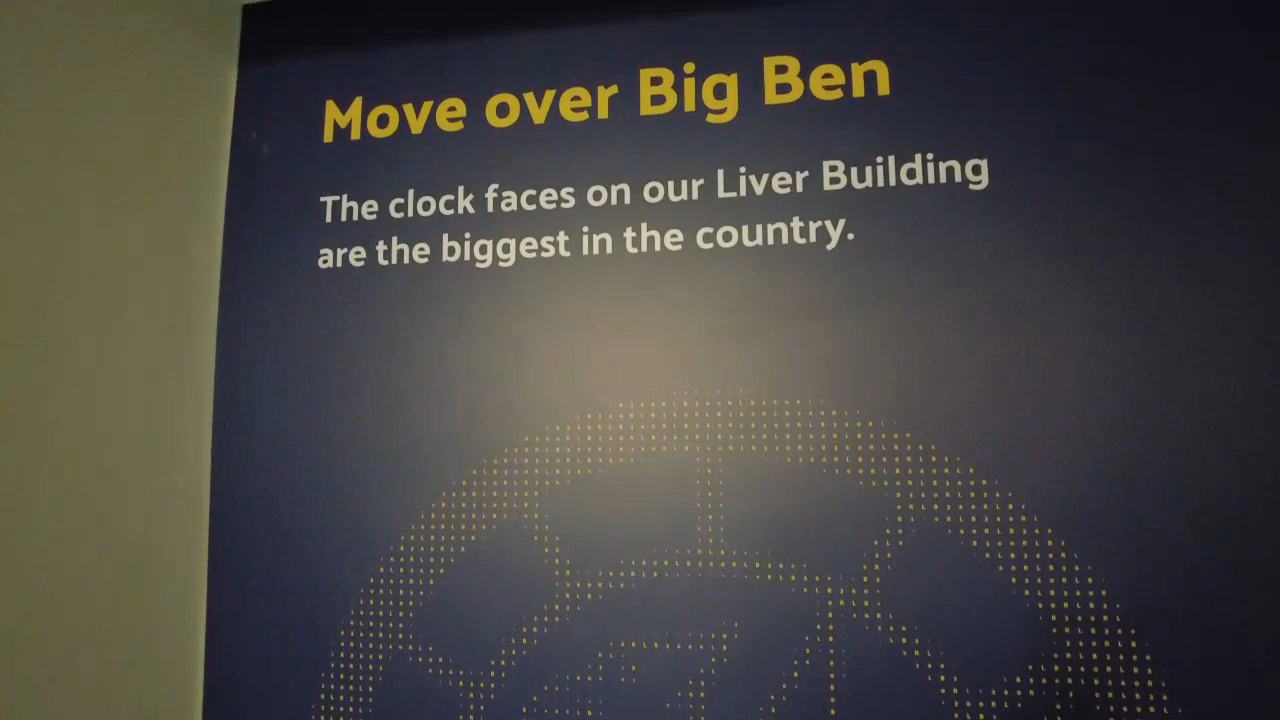 Move over Big Ben
The clock faces on our Liver Building
are the biggest in the country.